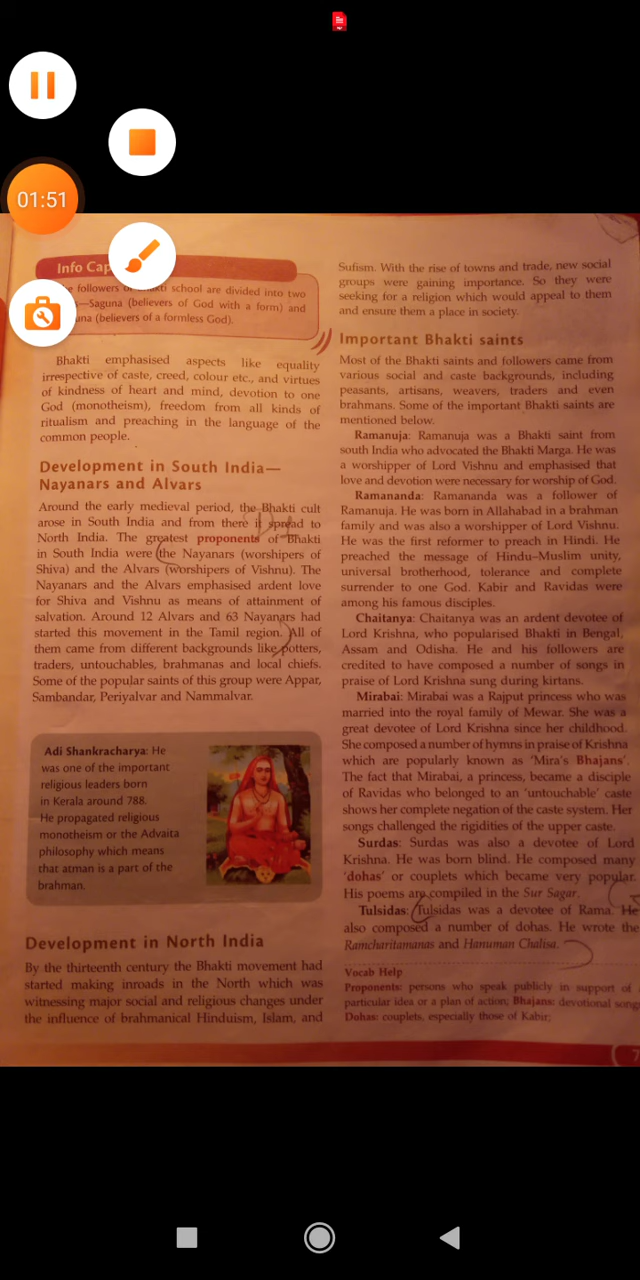 01:51
Info Cap
e followers of Bhakti school are divided into two
s—Saguna (believers of God with a form) and
una (believers of a formless God).
Bhakti emphasised aspects like equality
irrespective of caste, creed, colour etc., and virtues
of kindness of heart and mind, devotion to one
God (monotheism), freedom from all kinds of
ritualism and preaching in the language of the
common people.
Development in South India—
Nayanars and Alvars
Around the early medieval period, the Bhakti cult
arose in South India and from there it spread to
North India. The greatest proponents of Bhakti
in South India were the Nayanars (worshipers of
Shiva) and the Alvars (worshipers of Vishnu). The
Nayanars and the Alvars emphasised ardent love
for Shiva and Vishnu as means of attainment of
salvation. Around 12 Alvars and 63 Nayanars had
started this movement in the Tamil region. All of
them came from different backgrounds like potters,
traders, untouchables, brahmanas and local chiefs.
Some of the popular saints of this group were Appar,
Sambandar, Periyalvar and Nammalvar.
Adi Shankracharya: He
was one of the important
religious leaders born
in Kerala around 788.
He propagated religious
monotheism or the Advaita
philosophy which means
that atman is a part of the
brahman.
Development in North India
By the thirteenth century the Bhakti movement had
started making inroads in the North which was
witnessing major social and religious changes under
the influence of brahmanical Hinduism, Islam, and
Sufism. With the rise of towns and trade, new social
groups were gaining importance. So they were
seeking for a religion which would appeal to them
and ensure them a place in society.
Important Bhakti saints
Most of the Bhakti saints and followers came from
various social and caste backgrounds, including
peasants, artisans, weavers, traders and even
brahmans. Some of the important Bhakti saints are
mentioned below.
Ramanuja: Ramanuja was a Bhakti saint from
south India who advocated the Bhakti Marga. He was
a worshipper of Lord Vishnu and emphasised that
love and devotion were necessary for worship of God.
Ramananda: Ramananda was a follower of
Ramanuja. He was born in Allahabad in a brahman
family and was also a worshipper of Lord Vishnu.
He was the first reformer to preach in Hindi. He
preached the message of Hindu–Muslim unity,
universal brotherhood, tolerance and complete
surrender to one God. Kabir and Ravidas were
among his famous disciples.
Chaitanya: Chaitanya was an ardent devotee of
Lord Krishna, who popularised Bhakti in Bengal,
Assam and Odisha. He and his followers are
credited to have composed a number of songs in
praise of Lord Krishna sung during kirtans.
Mirabai: Mirabai was a Rajput princess who was
married into the royal family of Mewar. She was a
great devotee of Lord Krishna since her childhood.
She composed a number of hymns in praise of Krishna
which are popularly known as 'Mira's Bhajans'.
The fact that Mirabai, a princess, became a disciple
of Ravidas who belonged to an 'untouchable' caste
shows her complete negation of the caste system. Her
songs challenged the rigidities of the upper caste.
Surdas: Surdas was also a devotee of Lord
Krishna. He was born blind. He composed many
'dohas' or couplets which became very popular.
His poems are compiled in the Sur Sagar.
Tulsidas: Tulsidas was a devotee of Rama. He
also composed a number of dohas. He wrote the
Ramcharitamanas and Hanuman Chalisa.
Vocab Help
Proponents: persons who speak publicly in support of
particular idea or a plan of action; Bhajans: devotional song
Dohas: couplets, especially those of Kabir;
7